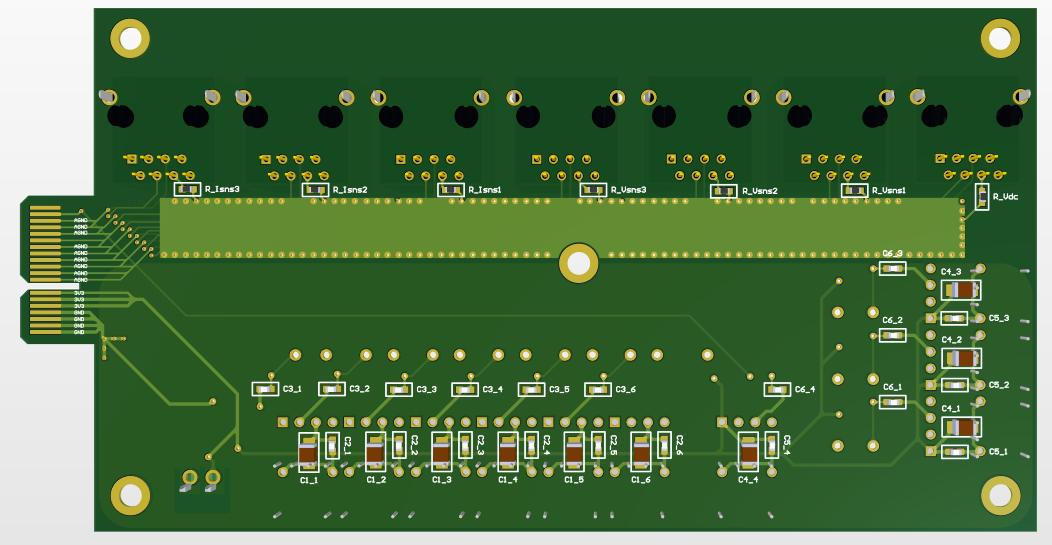 R_Isns3
R_Isns2
R_Isns1
R_Vsns3
R_Vsns2
R_Vsns1
R_Vdc
AGND
AGND
AGND
AGND
AGND
AGND
AGND
AGND
AGND
3V3
3V3
3V3
GND
GND
GND
GND
C6_3
C4_3
C5_3
C6_2
C4_2
C5_2
C6_1
C4_1
C5_1
C3_1
C3_2
C3_3
C3_4
C3_5
C3_6
C6_4
C2_1
C2_2
C2_3
C2_4
C2_5
C2_6
C5_4
C1_1
C1_2
C1_3
C1_4
C1_5
C1_6
C4_4